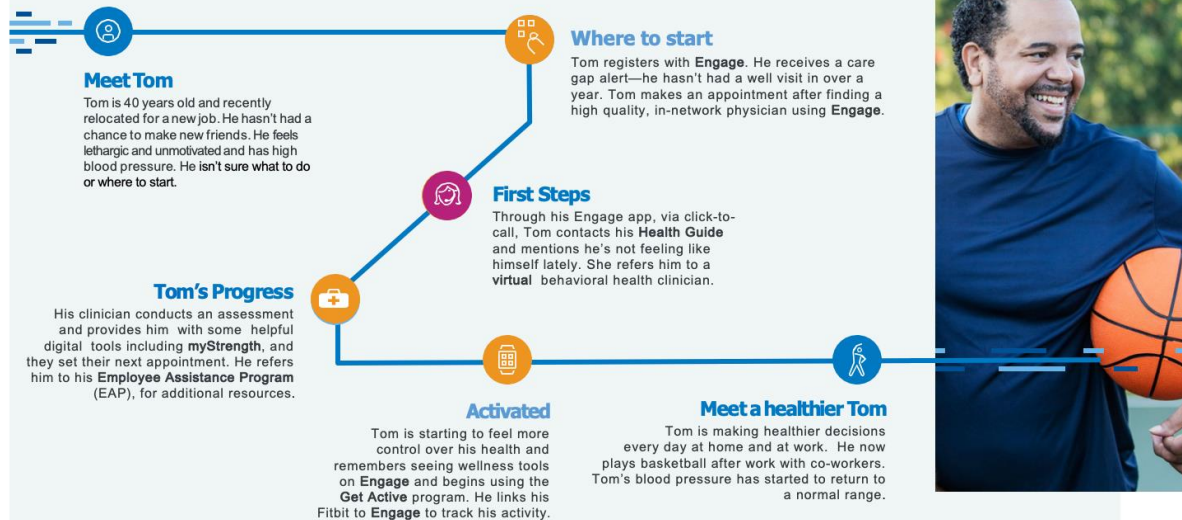 Meet Tom
Tom is 40 years old and recently
relocated for a new job. He hasn't had a
chance to make new friends. He feels
lethargic and unmotivated and has high
blood pressure. He isn't sure what to do
or where to start.
Where to start
Tom registers with Engage. He receives a care
gap alert—he hasn't had a well visit in over a
year. Tom makes an appointment after finding a
high quality, in-network physician using Engage.
First Steps
Through his Engage app, via click-to-
call, Tom contacts his Health Guide
and mentions he's not feeling like
himself lately. She refers him to a
virtual behavioral health clinician.
Tom's Progress
His clinician conducts an assessment
and provides him with some helpful
digital tools including myStrength, and
they set their next appointment. He refers
him to his Employee Assistance Program
(EAP), for additional resources.
Activated
Tom is starting to feel more
control over his health and
remembers seeing wellness tools
on Engage and begins using the
Get Active program. He links his
Fitbit to Engage to track his activity.
Meet a healthier Tom
Tom is making healthier decisions
every day at home and at work. He now
plays basketball after work with co-workers.
Tom's blood pressure has started to return to
a normal range.